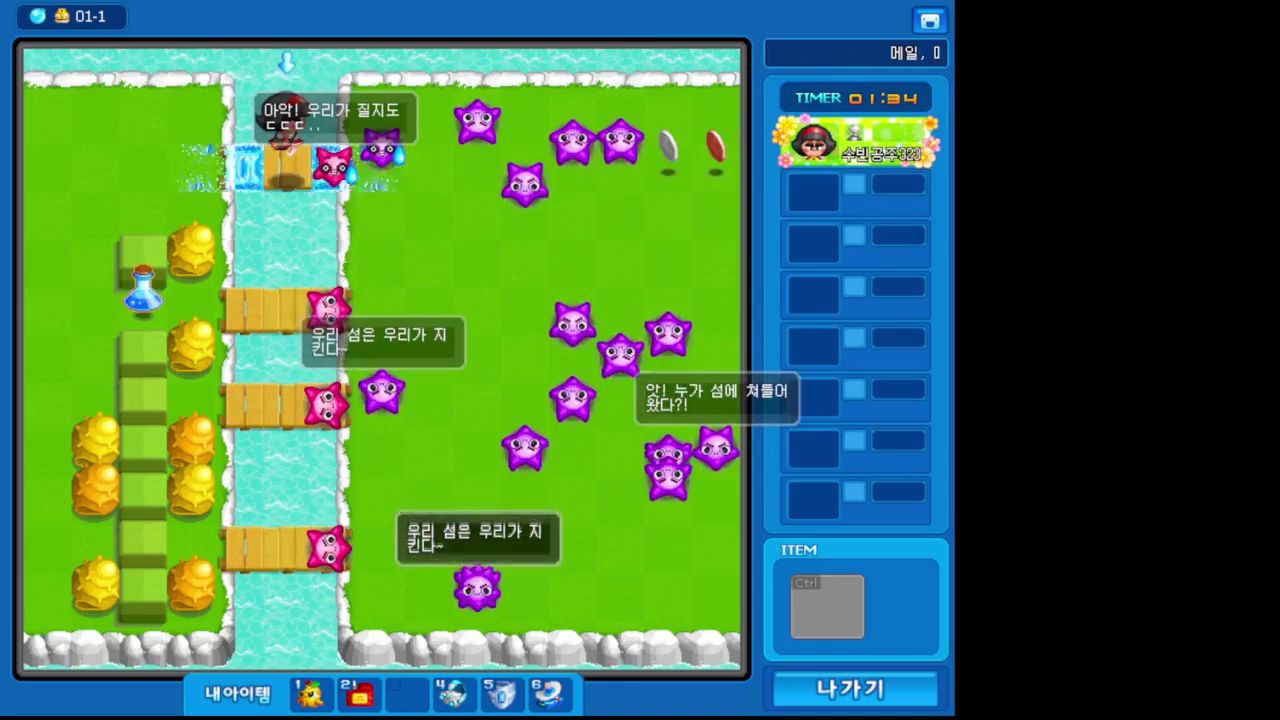 01-1
메일, 0
아악! 우리가 질지도
ㄷㄷㄷ..
TIMER 01:34
수빈공주323
우리 섬은 우리가 지
킨다~
앗! 누가 섬에 쳐들어
왔다?!
우리 섬은 우리가 지
킨다~
ITEM
Ctrl
내아이템
1
2
4
5
6
나가기